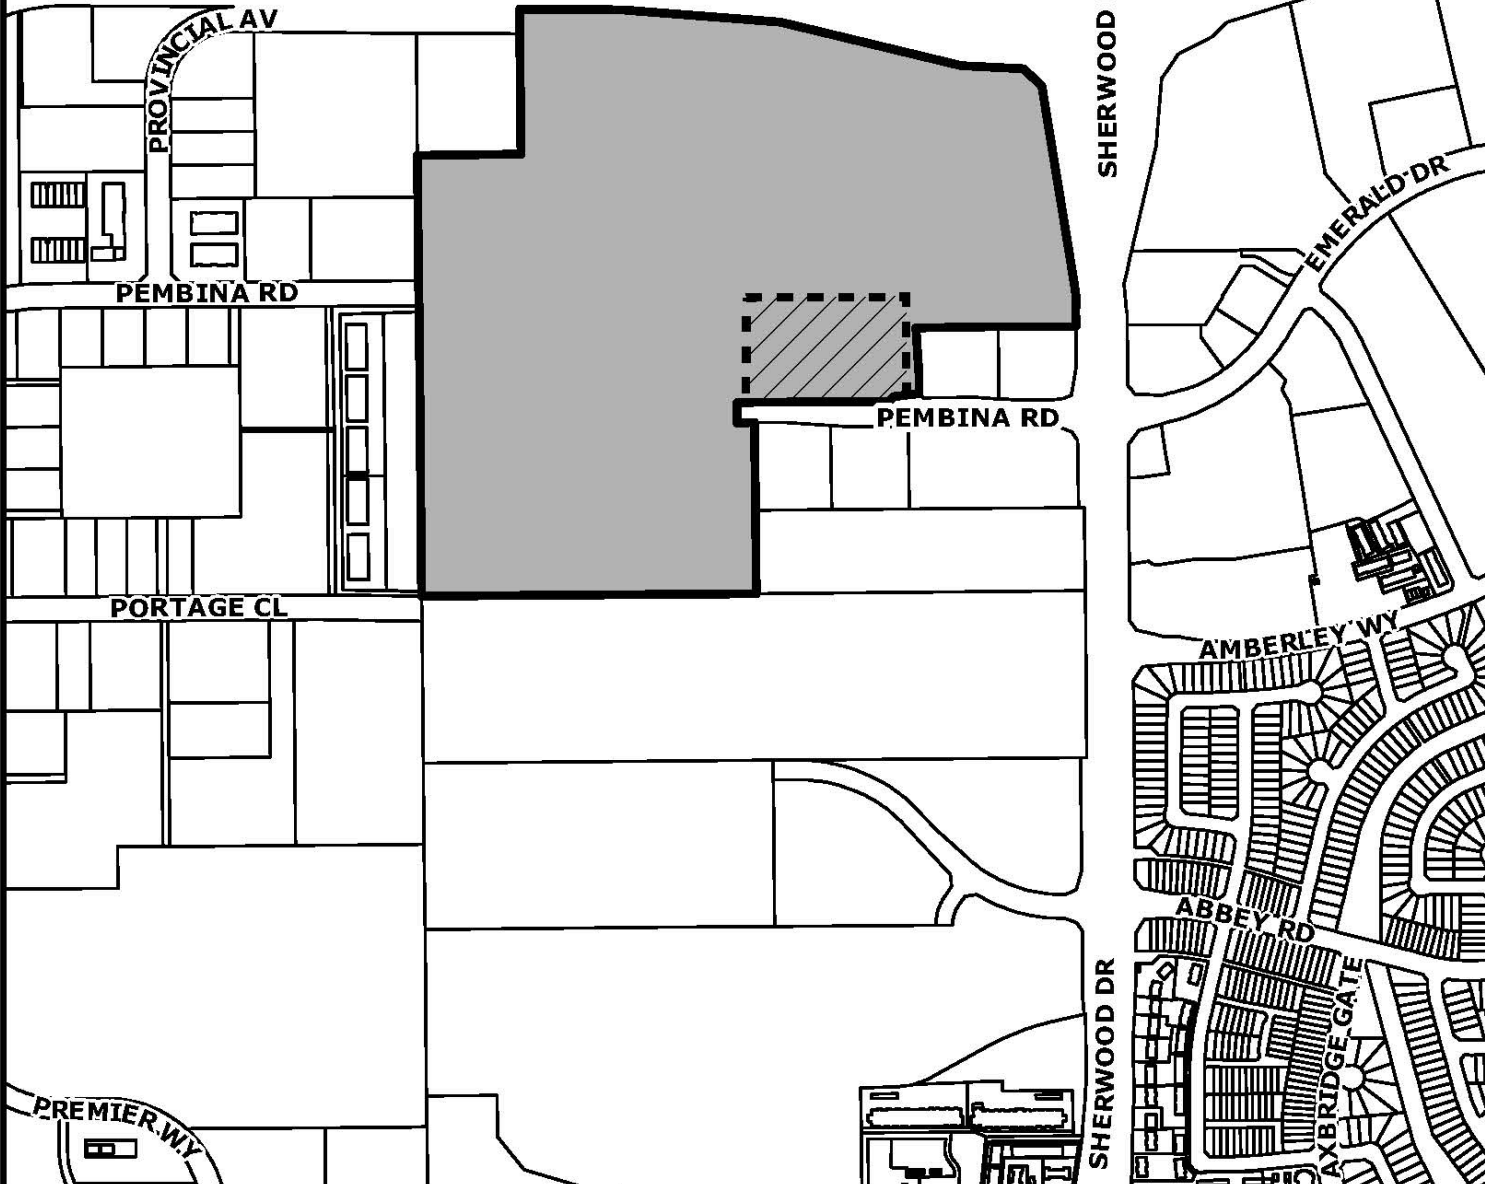 PROVINCIAL AV
SHERWOOD
EMERALD DR
PEMBINA RD
PEMBINA RD
PORTAGE CL
AMBERLEY WY
ABBEY RD
SHERWOOD DR
AXBRIDGE GATE
PREMIER WY